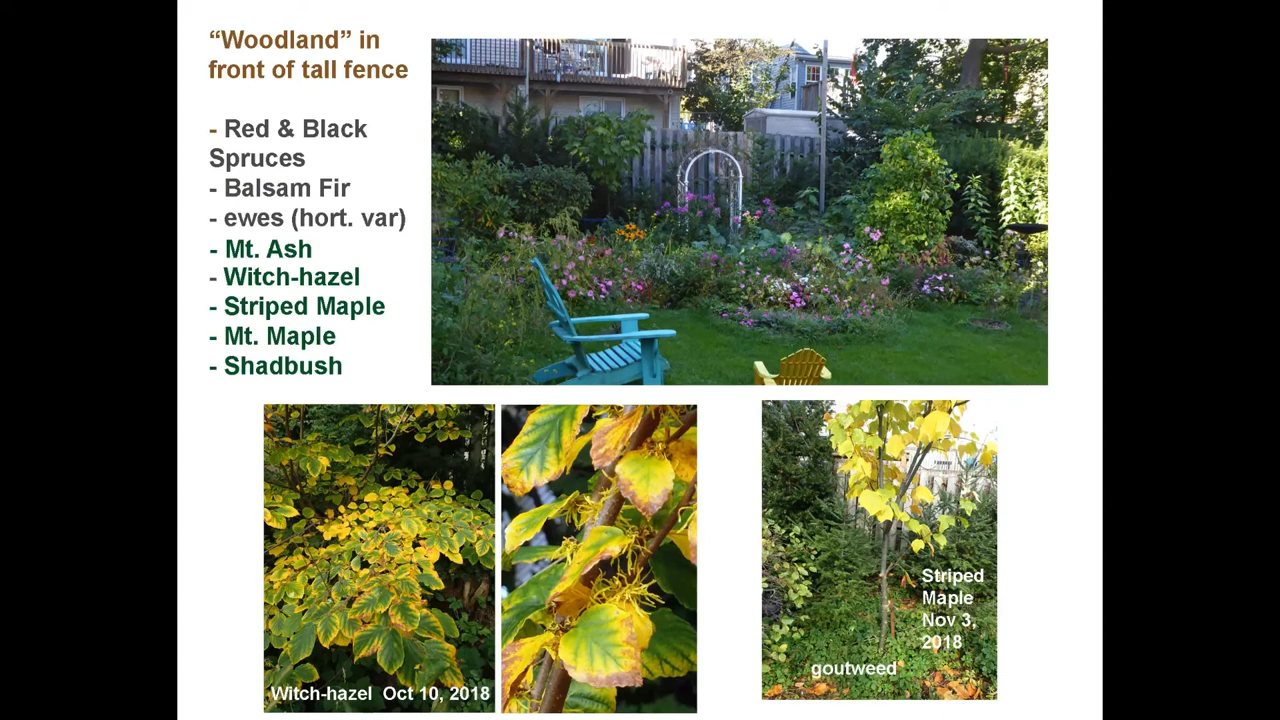 “Woodland” in
front of tall fence
- Red & Black
Spruces
- Balsam Fir
- ewes (hort. var)
- Mt. Ash
- Witch-hazel
- Striped Maple
- Mt. Maple
- Shadbush
Witch-hazel Oct 10, 2018
Striped
Maple
Nov 3,
2018
goutweed